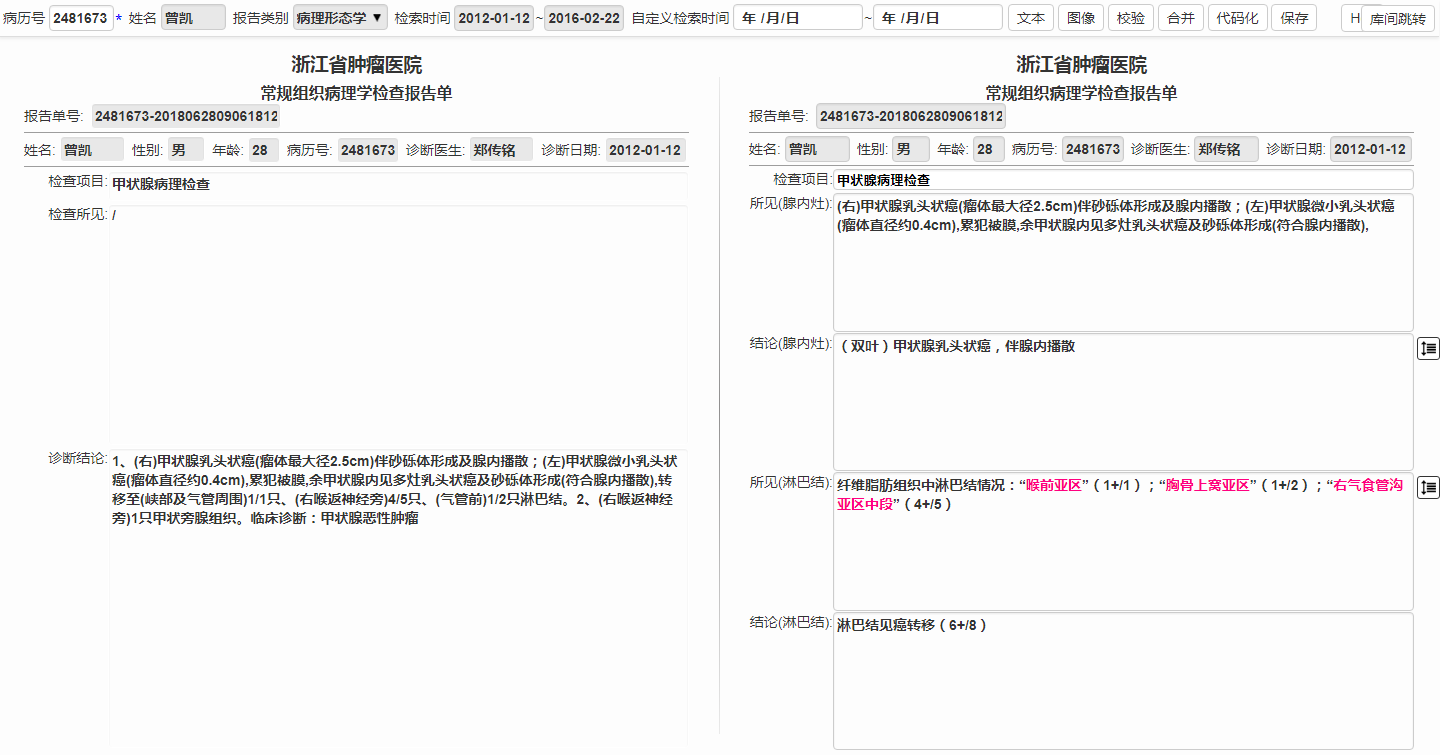 病历号 2481673 * 姓名 曾凯 报告类别 病理形态学 ▼ 检索时间 2012-01-12 ~ 2016-02-22 自定义检索时间 年 /月/日 ~ 年 /月/日 文本 图像 校验 合并 代码化 保存 H 库间跳转
浙江省肿瘤医院
常规组织病理学检查报告单
报告单号: 2481673-2018062809061812
姓名: 曾凯 性别: 男 年龄: 28 病历号: 2481673 诊断医生: 郑传铭 诊断日期: 2012-01-12
检查项目: 甲状腺病理检查
检查所见: /
诊断结论: 1、(右)甲状腺乳头状癌(瘤体最大径2.5cm)伴砂砾体形成及腺内播散；(左)甲状腺微小乳头状
癌(瘤体直径约0.4cm),累犯被膜,余甲状腺内见多灶乳头状癌及砂砾体形成(符合腺内播散),转
移至(峡部及气管周围)1/1只、(右喉返神经旁)4/5只、(气管前)1/2只淋巴结。2、(右喉返神经
旁)1只甲状旁腺组织。临床诊断：甲状腺恶性肿瘤
浙江省肿瘤医院
常规组织病理学检查报告单
报告单号: 2481673-2018062809061812
姓名: 曾凯 性别: 男 年龄: 28 病历号: 2481673 诊断医生: 郑传铭 诊断日期: 2012-01-12
检查项目: 甲状腺病理检查
所见(腺内灶): (右)甲状腺乳头状癌(瘤体最大径2.5cm)伴砂砾体形成及腺内播散；(左)甲状腺微小乳头状癌
(瘤体直径约0.4cm),累犯被膜,余甲状腺内见多灶乳头状癌及砂砾体形成(符合腺内播散),
结论(腺内灶): （双叶）甲状腺乳头状癌，伴腺内播散
所见(淋巴结): 纤维脂肪组织中淋巴结情况：“喉前亚区”（1+/1）；“胸骨上窝亚区”（1+/2）；“右气食管沟
亚区中段”（4+/5）
结论(淋巴结): 淋巴结见癌转移（6+/8）